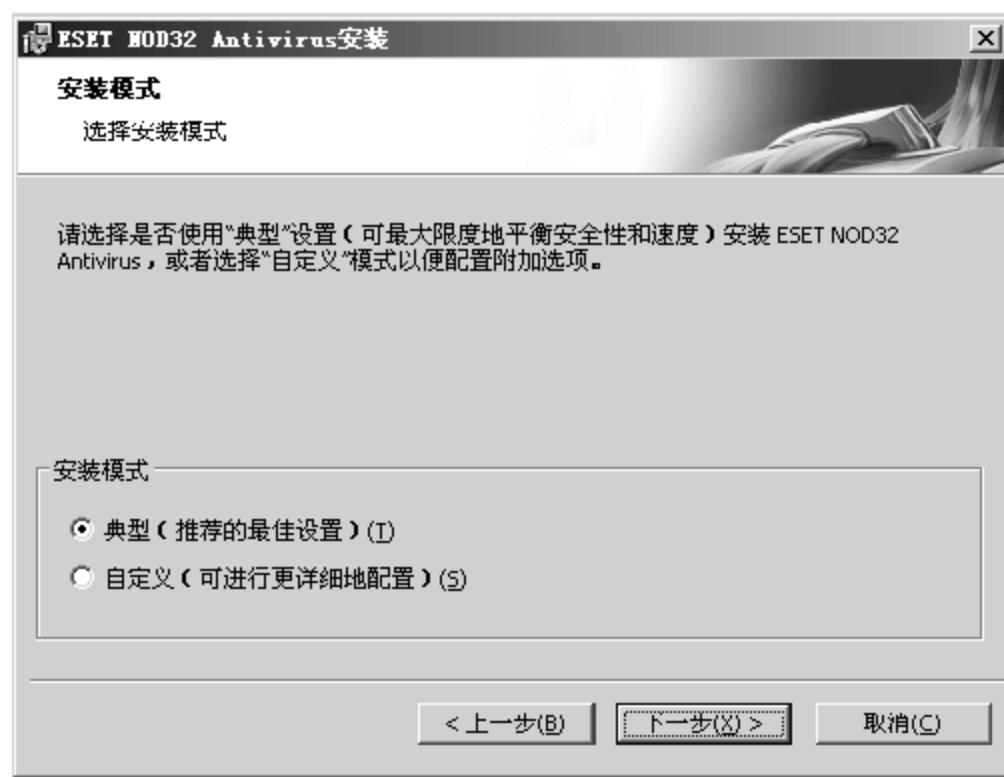 ESET NOD32 Antivirus安装
安装模式
选择安装模式
请选择是否使用“典型”设置（可最大限度地平衡安全性和速度）安装 ESET NOD32
Antivirus，或者选择“自定义”模式以便配置附加选项。
安装模式
典型（推荐的最佳设置）(T)
自定义（可进行更详细地配置）(S)
< 上一步(B) 下一步(X) > 取消(C)